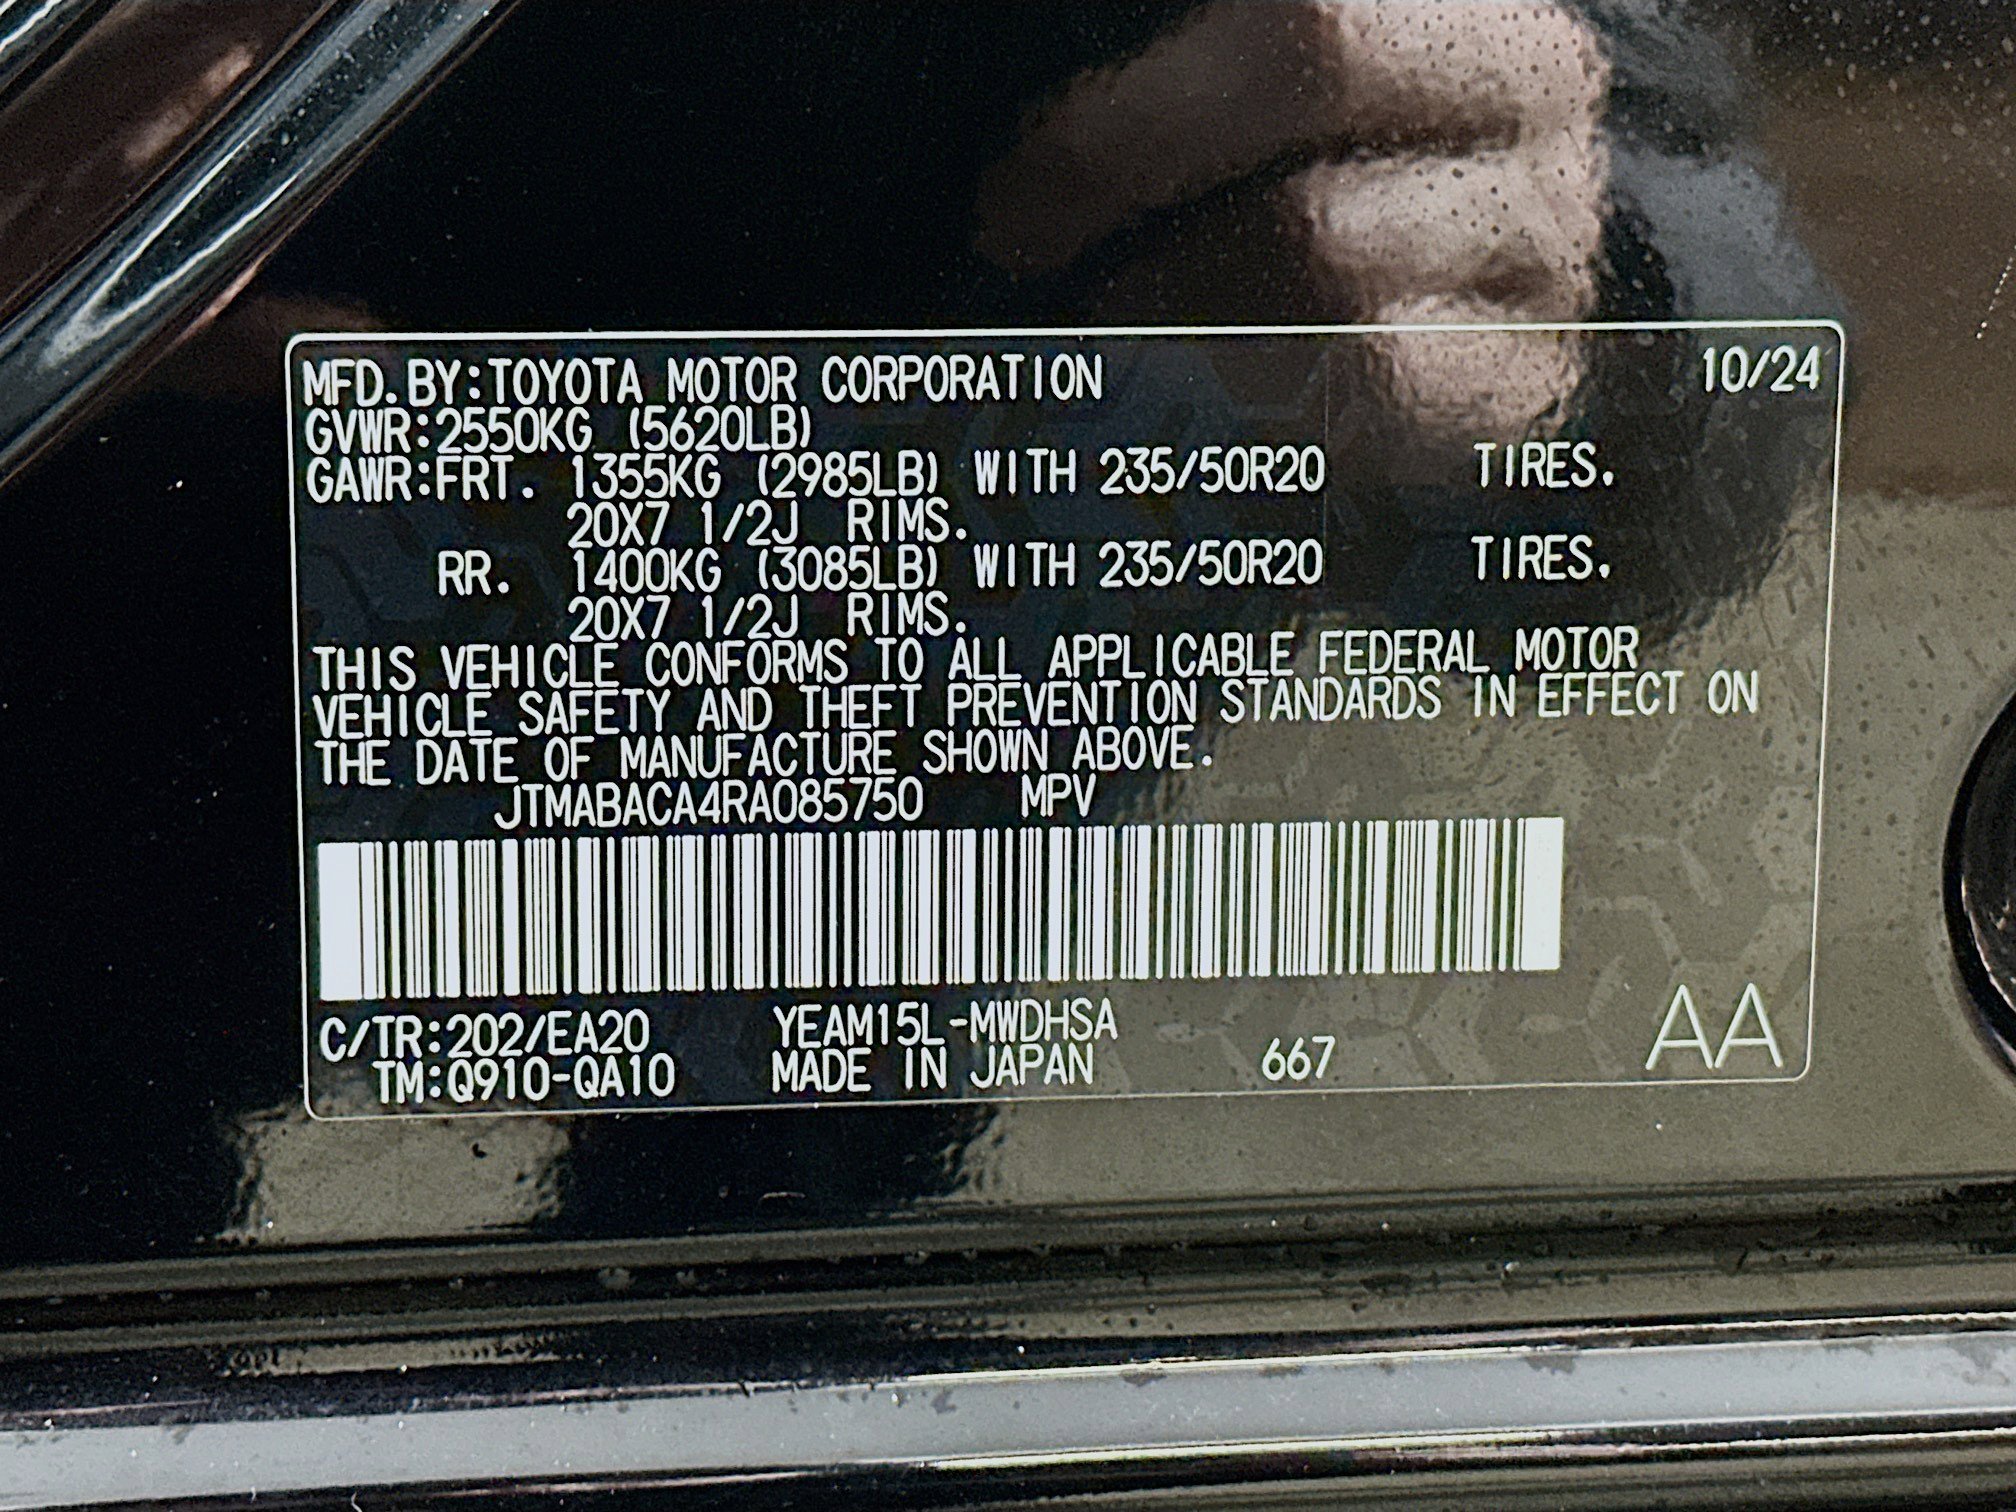 MFD.BY:TOYOTA MOTOR CORPORATION 10/24
GVWR:2550KG (5620LB)
GAWR:FRT. 1355KG (2985LB) WITH 235/50R20 TIRES.
20X7 1/2J RIMS.
RR. 1400KG (3085LB) WITH 235/50R20 TIRES.
20X7 1/2J RIMS.
THIS VEHICLE CONFORMS TO ALL APPLICABLE FEDERAL MOTOR
VEHICLE SAFETY AND THEFT PREVENTION STANDARDS IN EFFECT ON
THE DATE OF MANUFACTURE SHOWN ABOVE.
JTMABACA4RA085750 MPV
C/TR:202/EA20 YEAM15L-MWDHSA
TM:Q910-QA10 MADE IN JAPAN 667 AA